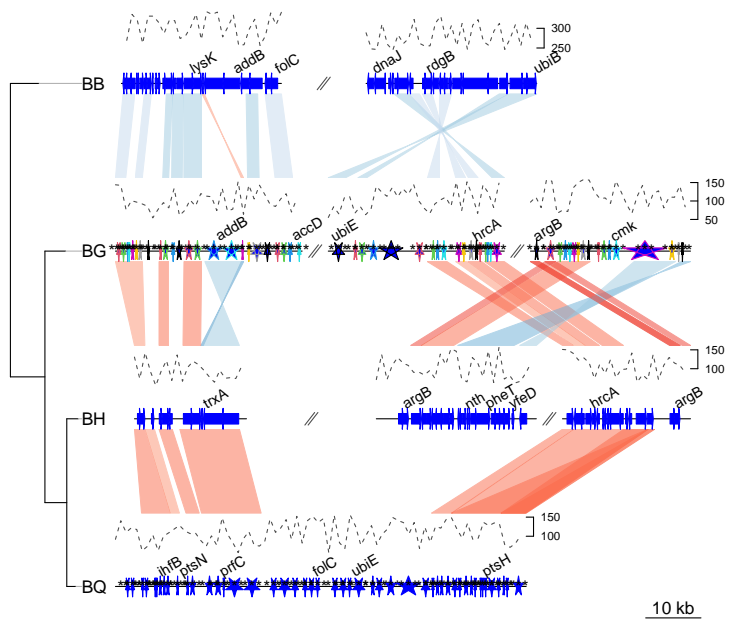 300
250
lysK addB folC dnaJ rdgB ubiB
BB //
150
100
50
addB accD ubiE hrcA argB cmk
BG // //
150
100
trxA argB nth pheT yfeD hrcA argB
BH // //
150
100
ihfB ptsN prfC folC ubiE ptsH
BQ
10 kb